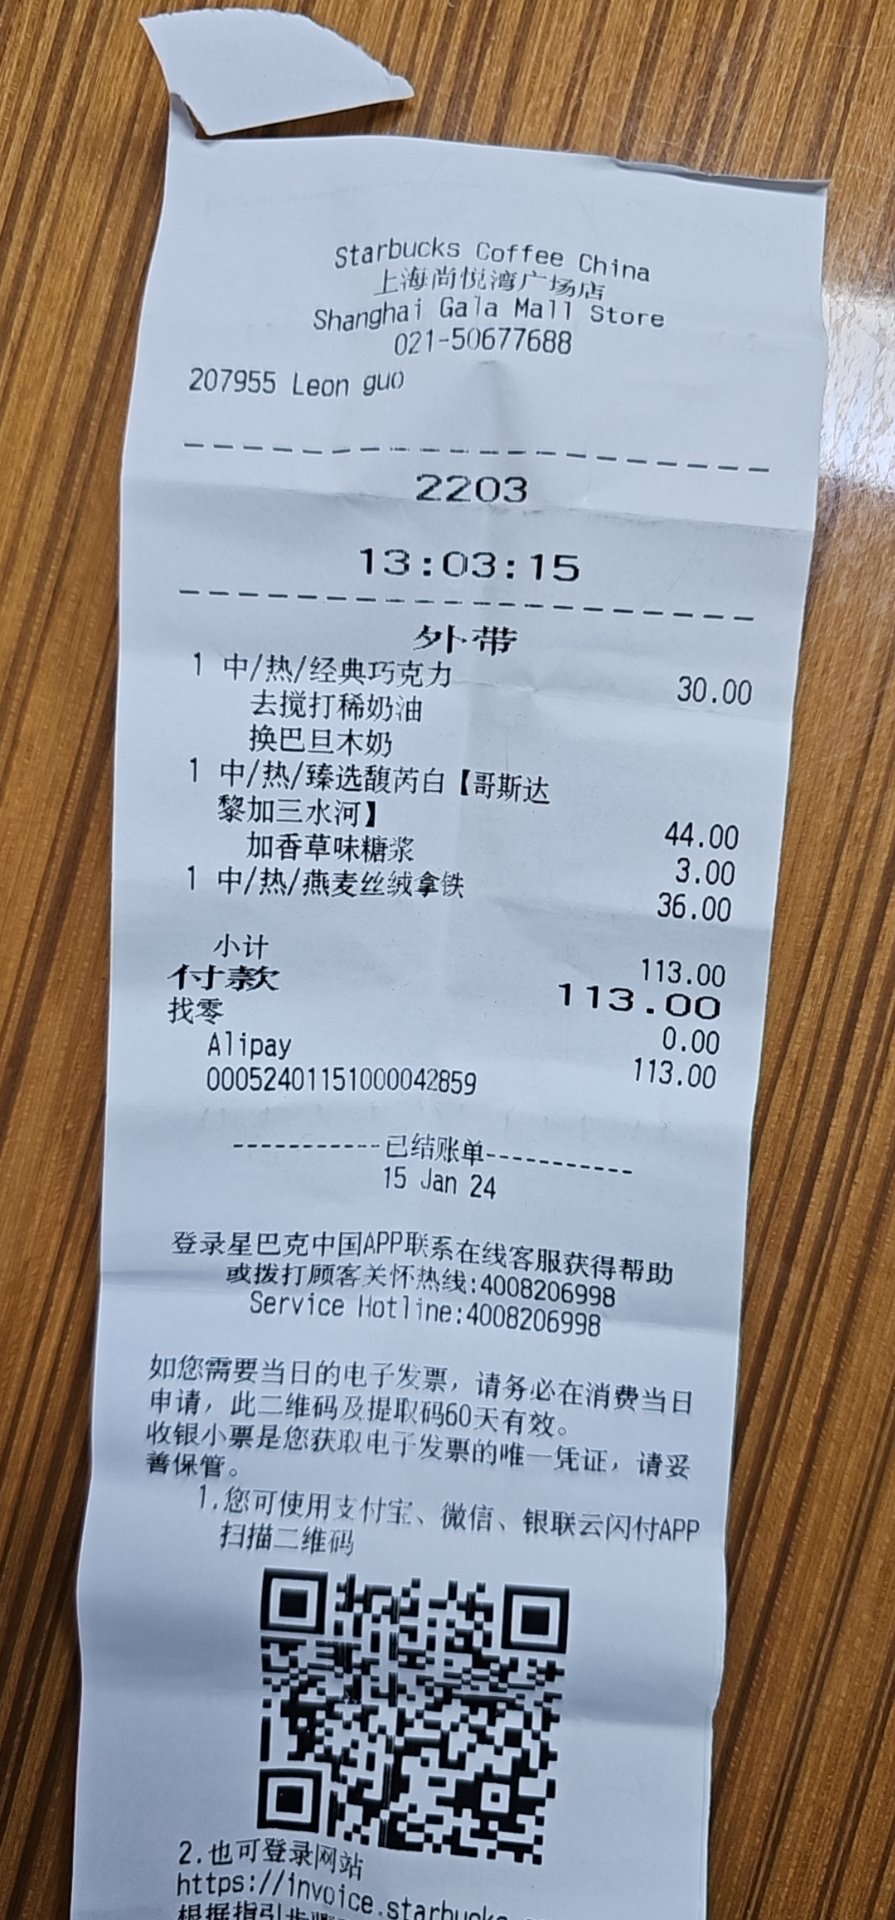 Starbucks Coffee China
上海尚悦湾广场店
Shanghai Gala Mall Store
021-50677688
207955 Leon guo
2203
13:03:15
外带
1 中/热/经典巧克力 30.00
去搅打稀奶油
换巴旦木奶
1 中/热/臻选馥芮白【哥斯达
黎加三水河】 44.00
加香草味糖浆 3.00
1 中/热/燕麦丝绒拿铁 36.00
小计 113.00
付款 113.00
找零 0.00
Alipay 113.00
00052401151000042859
-----------已结账单-----------
15 Jan 24
登录星巴克中国APP联系在线客服获得帮助
或拨打顾客关怀热线:4008206998
Service Hotline:4008206998
如您需要当日的电子发票，请务必在消费当日
申请，此二维码及提取码60天有效。
收银小票是您获取电子发票的唯一凭证，请妥
善保管。
1.您可使用支付宝、微信、银联云闪付APP
扫描二维码
2.也可登录网站
https://invoice.starbucks
根据指引步骤